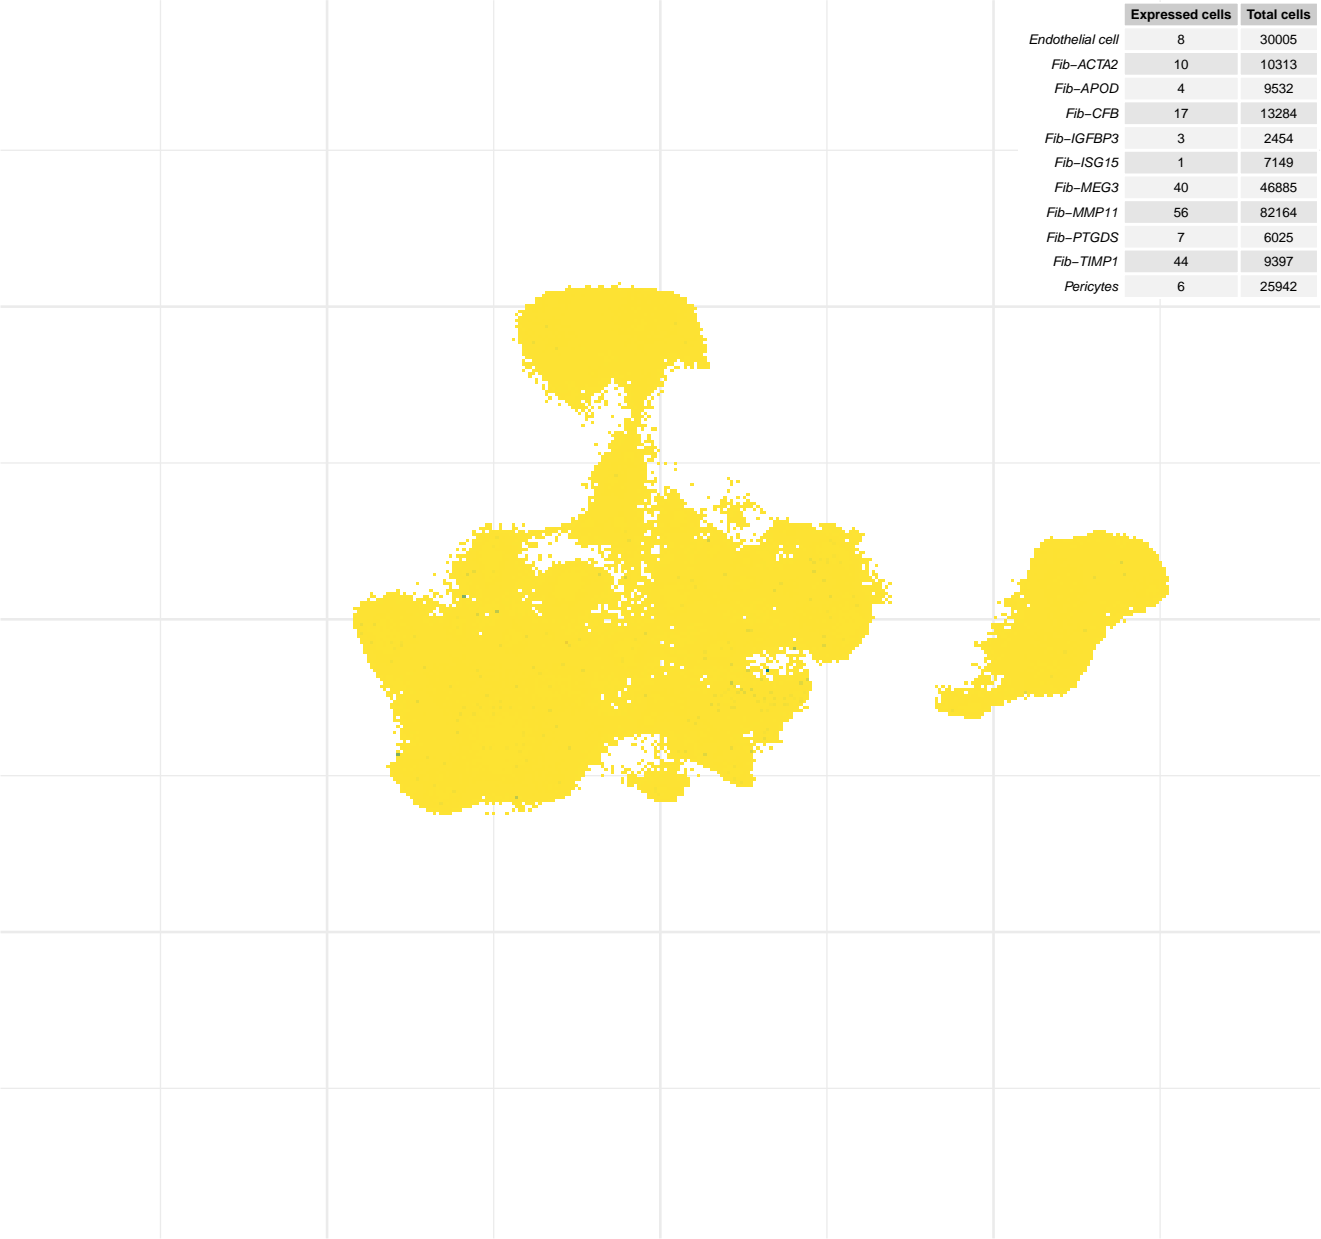 Expressed cells Total cells
Endothelial cell 8 30005
Fib−ACTA2 10 10313
Fib−APOD 4 9532
Fib−CFB 17 13284
Fib−IGFBP3 3 2454
Fib−ISG15 1 7149
Fib−MEG3 40 46885
Fib−MMP11 56 82164
Fib−PTGDS 7 6025
Fib−TIMP1 44 9397
Pericytes 6 25942